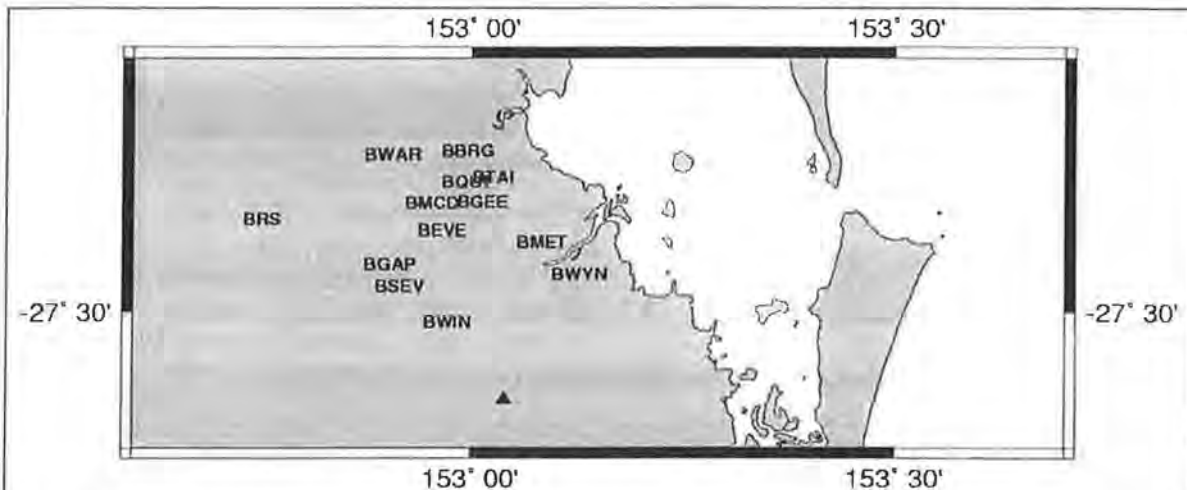 153° 00' 153° 30'
BWAR BBRG
BTAI
BMCD BGEE
BRS
BEVE
BMET
BGAP BWYN
BSEV
-27° 30' -27° 30'
BWIN
153° 00' 153° 30'